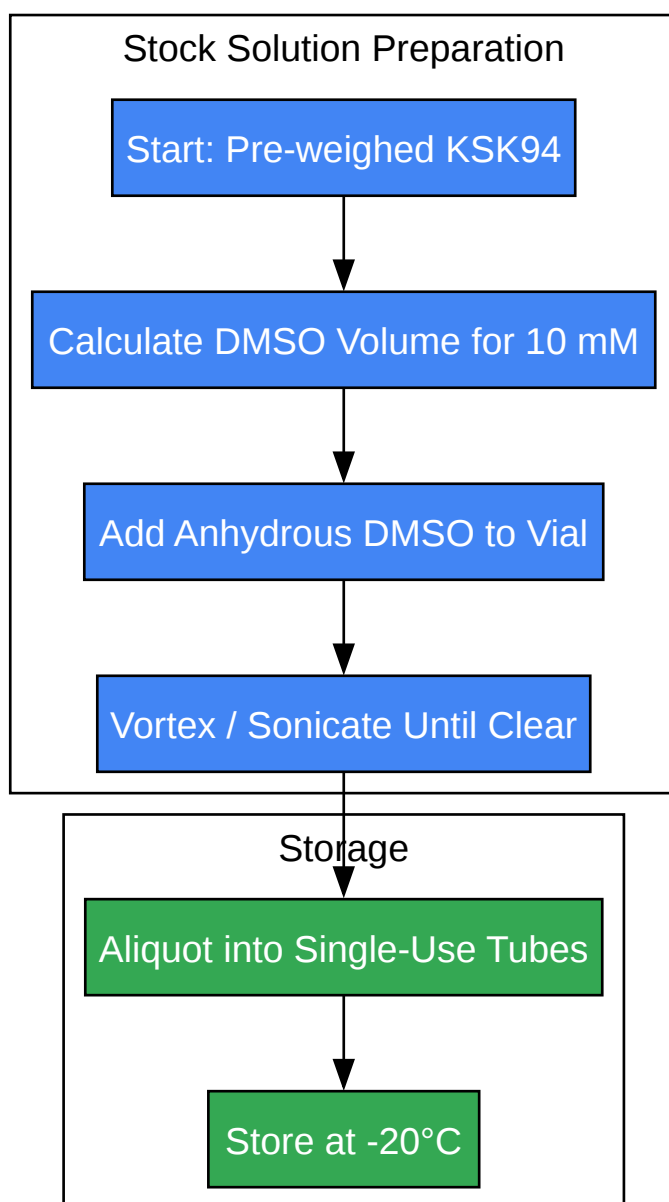 Stock Solution Preparation
Start: Pre-weighed KSK94
Calculate DMSO Volume for 10 mM
Add Anhydrous DMSO to Vial
Vortex / Sonicate Until Clear
Storage
Aliquot into Single-Use Tubes
Store at -20°C